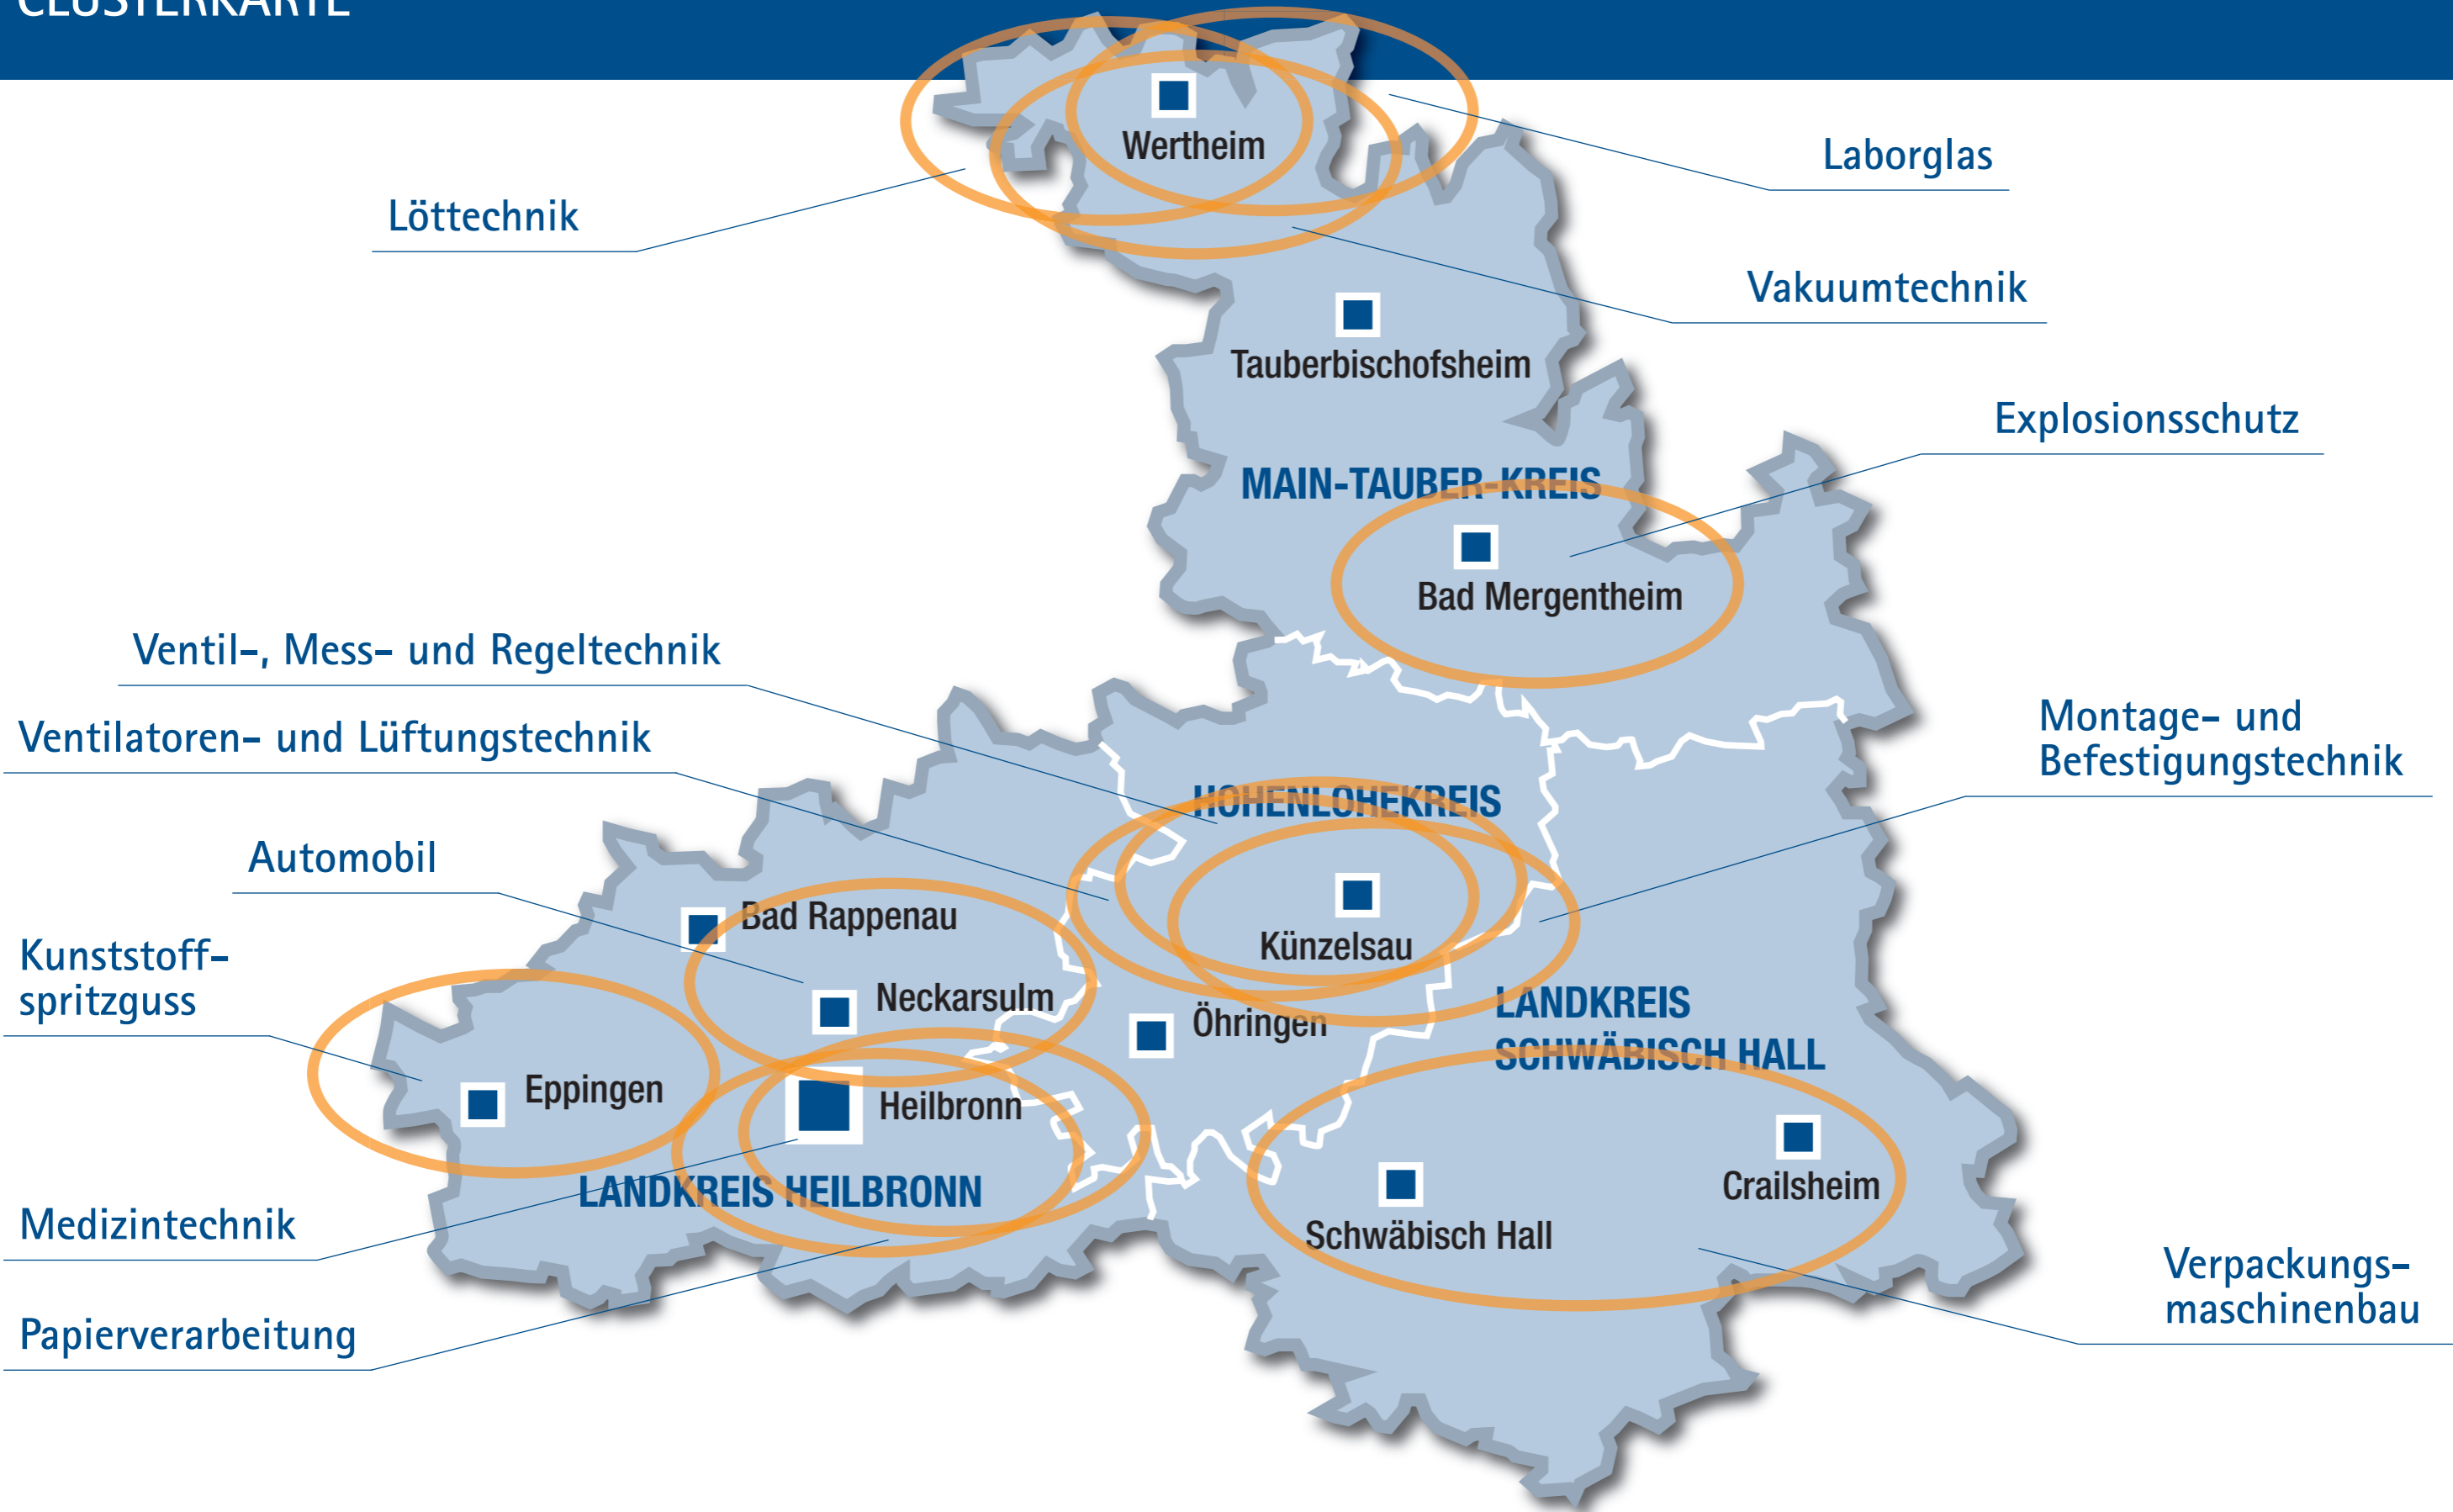 CLUSTERKARTE
Wertheim
Laborglas
Löttechnik
Vakuumtechnik
Tauberbischofsheim
Explosionsschutz
MAIN-TAUBER-KREIS
Bad Mergentheim
Ventil-, Mess- und Regeltechnik
Ventilatoren- und Lüftungstechnik
Montage- und
Befestigungstechnik
HOHENLOHEKREIS
Automobil
Bad Rappenau
Künzelsau
Kunststoff-
spritzguss
Neckarsulm
Öhringen
LANDKREIS
SCHWÄBISCH HALL
Eppingen
Heilbronn
LANDKREIS HEILBRONN
Crailsheim
Schwäbisch Hall
Medizintechnik
Verpackungs-
maschinenbau
Papierverarbeitung